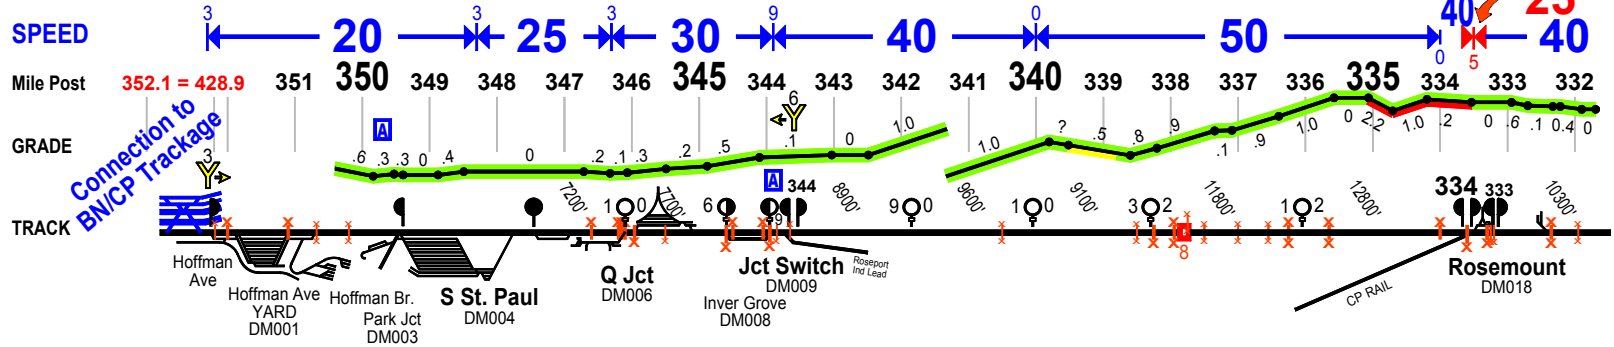 3 3 3 9 0 40 25
SPEED 20 25 30 40 50 40
0 5
Mile Post 352.1 = 428.9 351 350 349 348 347 346 345 344 343 342 341 340 339 338 337 336 335 334 333 332
Connection to
BN/CP Trackage
A
6
Y
GRADE .6 .3 .3 0 .4 0 .2 .1 .3 .2 .5 .1 0 1.0 1.0 ? .5 .8 .9 .1 .9 1.0 0 2.2 1.0 .2 0 .6 .1 0.4 0
3
Y
A
344 334 333
7200' 7700' 8900' 9600' 9100' 11800' 12800' 10300'
1 0 6 9 0 1 0 3 2 1 2
TRACK
9
8
Hoffman
Ave
Hoffman Ave
YARD
DM001
Hoffman Br.
Park Jct
DM003
S St. Paul
DM004
Q Jct
DM006
Inver Grove
DM008
Jct Switch
DM009
Roseport
Ind Lead
CP RAIL
Rosemount
DM018